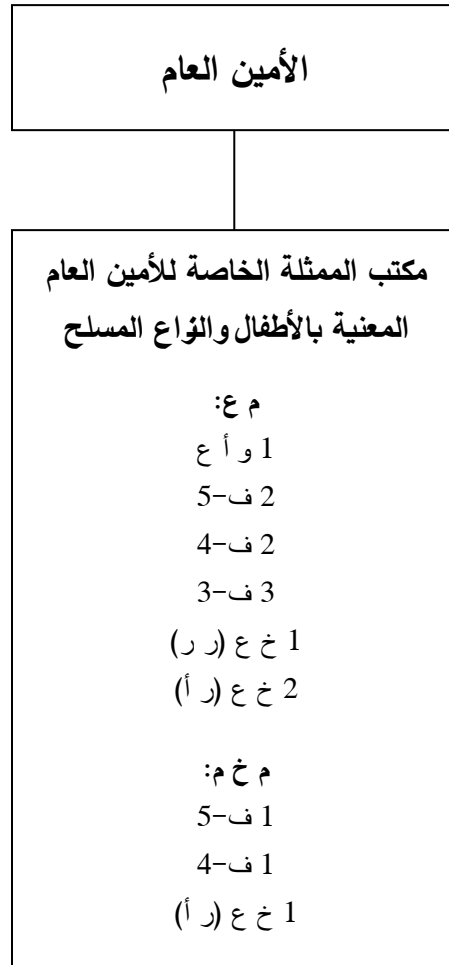 الأمين العام
مكتب الممثلة الخاصة للأمين العام
المعنية بالأطفال والنزاع المسلح
م ع:
1 و أ ع
2 ف-5
2 ف-4
3 ف-3
1 خ ع (ر ر)
2 خ ع (ر أ)
م خ م:
1 ف-5
1 ف-4
1 خ ع (ر أ)